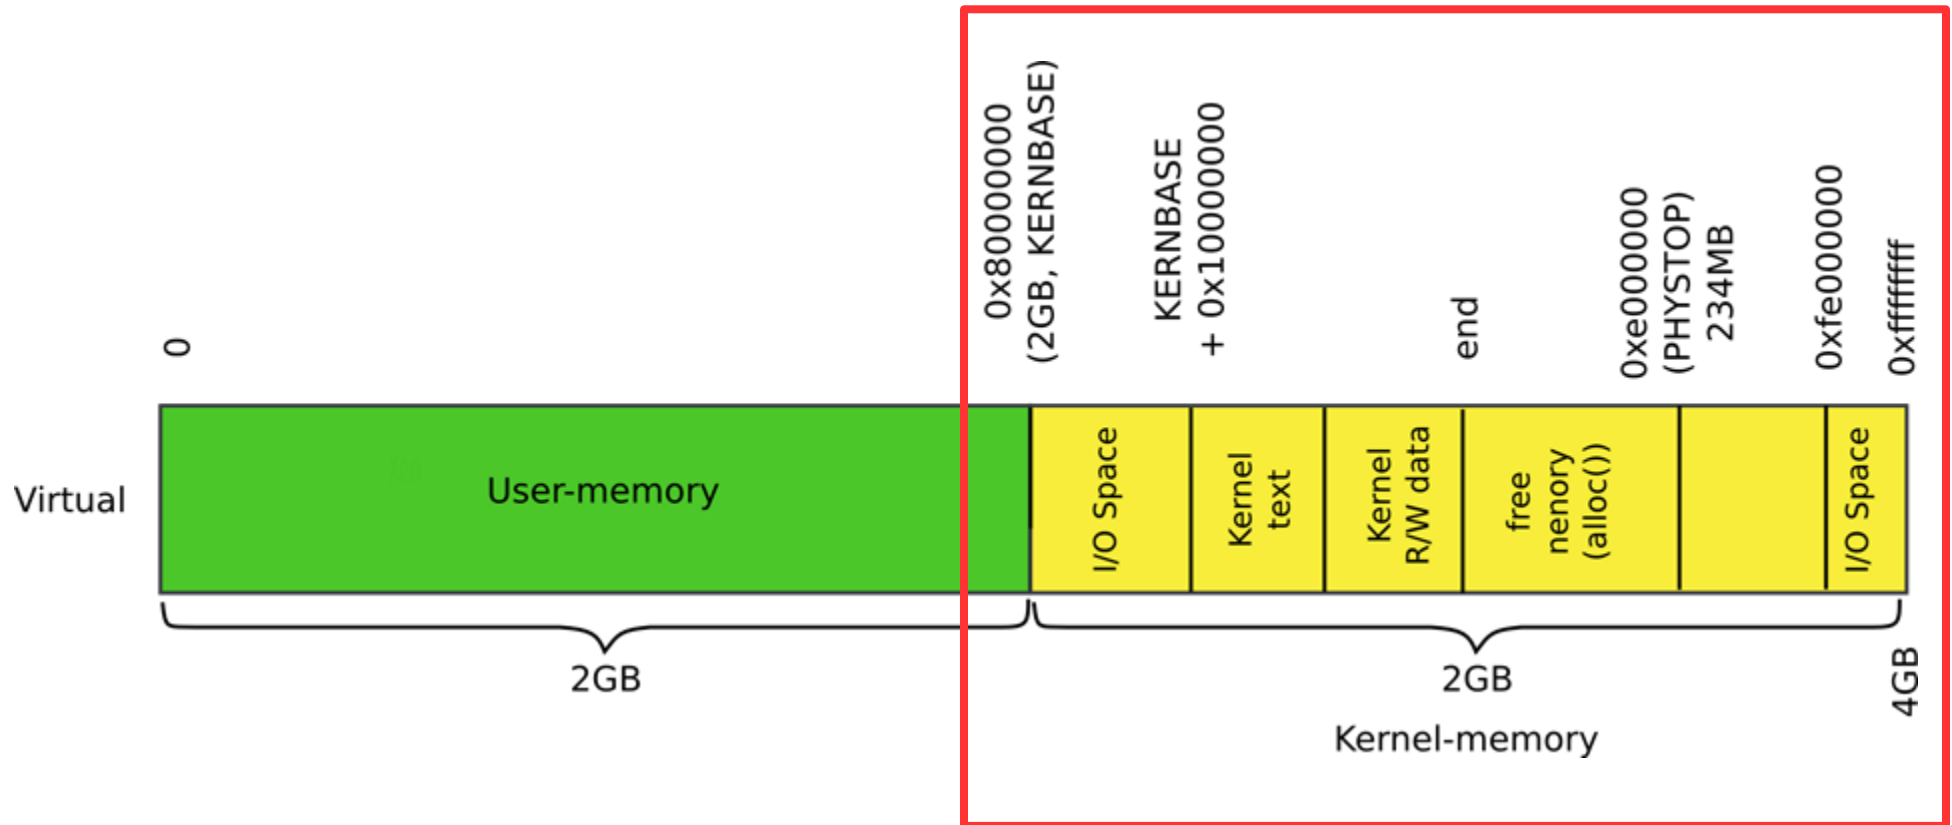 0
0x80000000
(2GB, KERNBASE)
KERNBASE
+ 0x1000000
end
0xe000000
(PHYSTOP)
234MB
0xfe000000
0xffffffff
Virtual
User-memory
I/O Space
Kernel
text
Kernel
R/W data
free
nenory
(alloc())
I/O Space
2GB
2GB
4GB
Kernel-memory